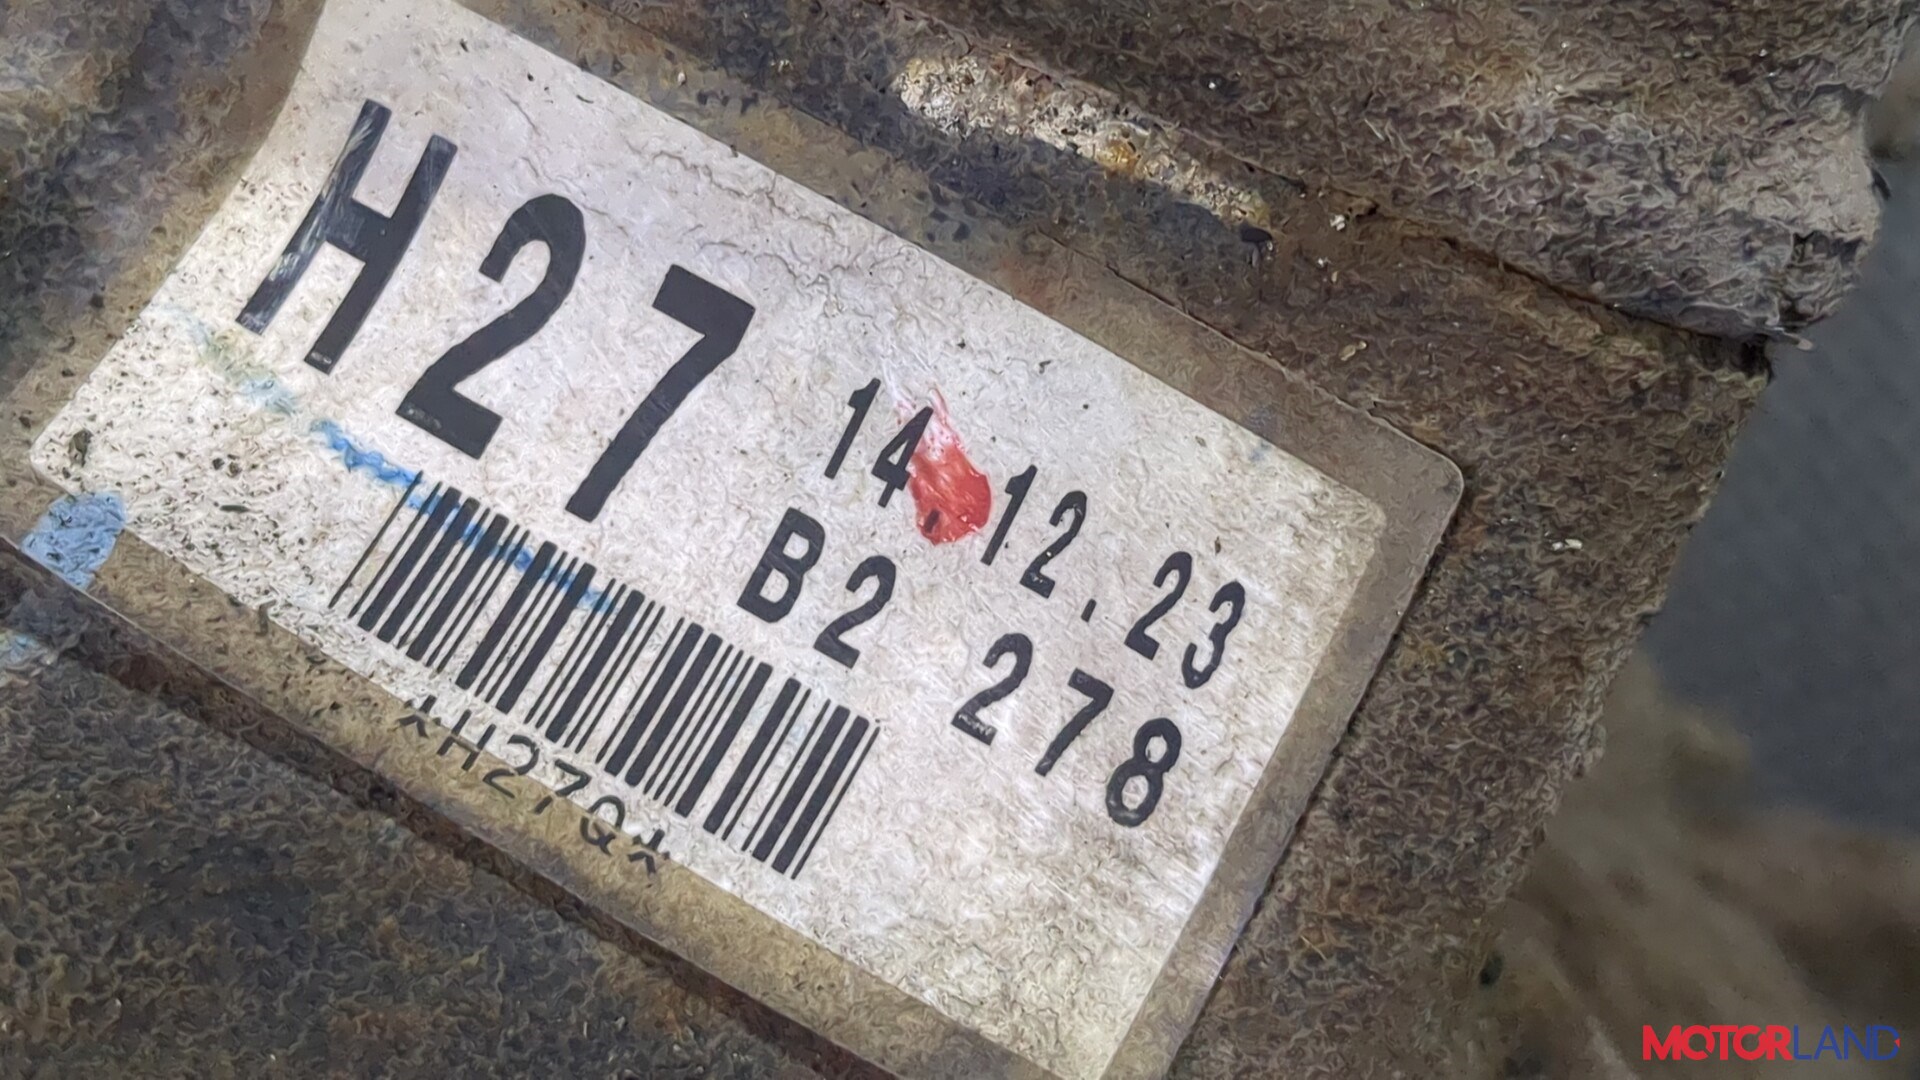 H27
14.12.23
B2 278
*H27Q*
MOTORLAND